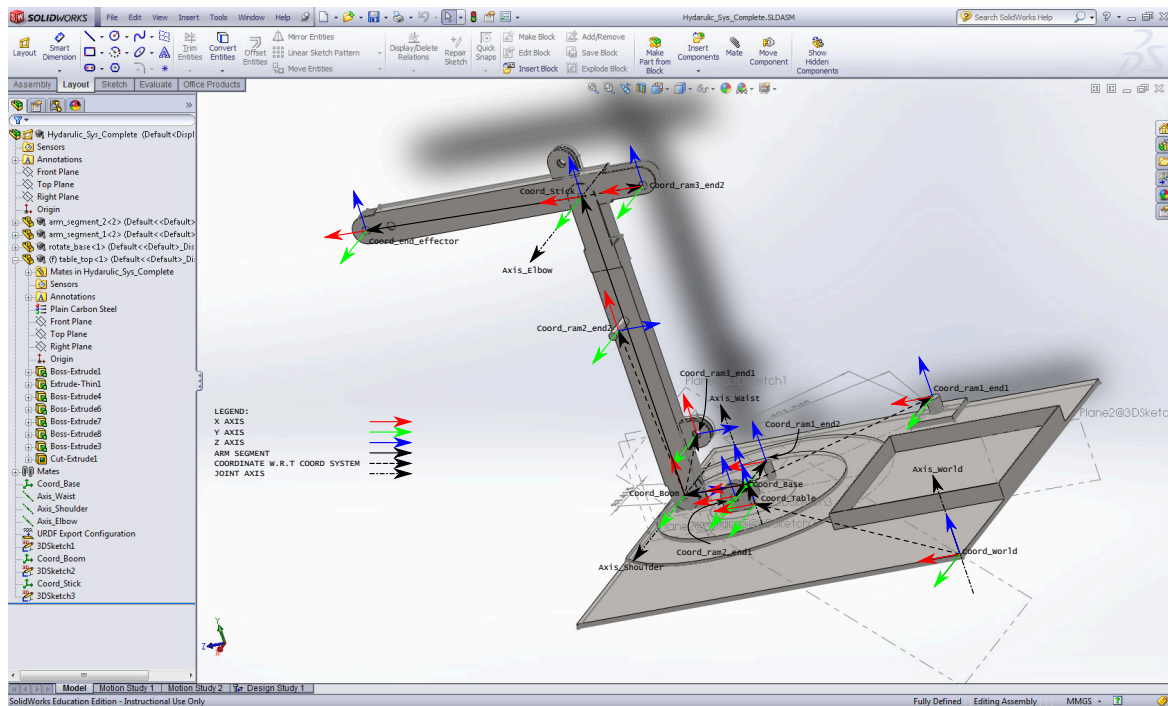 SOLIDWORKS File Edit View Insert Tools Window Help Hydarulic_Sys_Complete.SLDASM Search SolidWorks Help
Layout Smart Dimension Trim Entities Convert Entities Offset Entities Mirror Entities Linear Sketch Pattern Move Entities Display/Delete Relations Repair Sketch Quick Snaps Make Block Edit Block Insert Block Add/Remove Save Block Explode Block Make Part from Block Insert Components Mate Move Component Show Hidden Components
Assembly Layout Sketch Evaluate Office Products
Hydarulic_Sys_Complete (Default<Displ
Sensors
Annotations
Front Plane
Top Plane
Right Plane
Origin
arm_segment_2<2> (Default<<Default>
arm_segment_1<2> (Default<<Default>
rotate_base<1> (Default<<Default>_Dis
(f) table_top<1> (Default<<Default>_Di
Mates in Hydarulic_Sys_Complete
Sensors
Annotations
Plain Carbon Steel
Front Plane
Top Plane
Right Plane
Origin
Boss-Extrude1
Extrude-Thin1
Boss-Extrude4
Boss-Extrude6
Boss-Extrude7
Boss-Extrude8
Boss-Extrude3
Cut-Extrude1
Mates
Coord_Base
Axis_Waist
Axis_Shoulder
Axis_Elbow
URDF Export Configuration
3DSketch1
Coord_Boom
3DSketch2
Coord_Stick
3DSketch3
Coord_Stick
Coord_ram3_end2
Coord_end_effector
Axis_Elbow
Coord_ram2_end2
Coord_ram3_end1
Axis_Waist
Coord_ram1_end1
Plane2@3DSketc
Coord_ram1_end2
Axis_World
Coord_Base
Coord_Boom
Coord_Table
Coord_ram2_end1
Coord_World
Axis_Shoulder
LEGEND:
X AXIS
Y AXIS
Z AXIS
ARM SEGMENT
COORDINATE W.R.T COORD SYSTEM
JOINT AXIS
Y
Z
X
Model Motion Study 1 Motion Study 2 Design Study 1
SolidWorks Education Edition - Instructional Use Only Fully Defined Editing Assembly MMGS